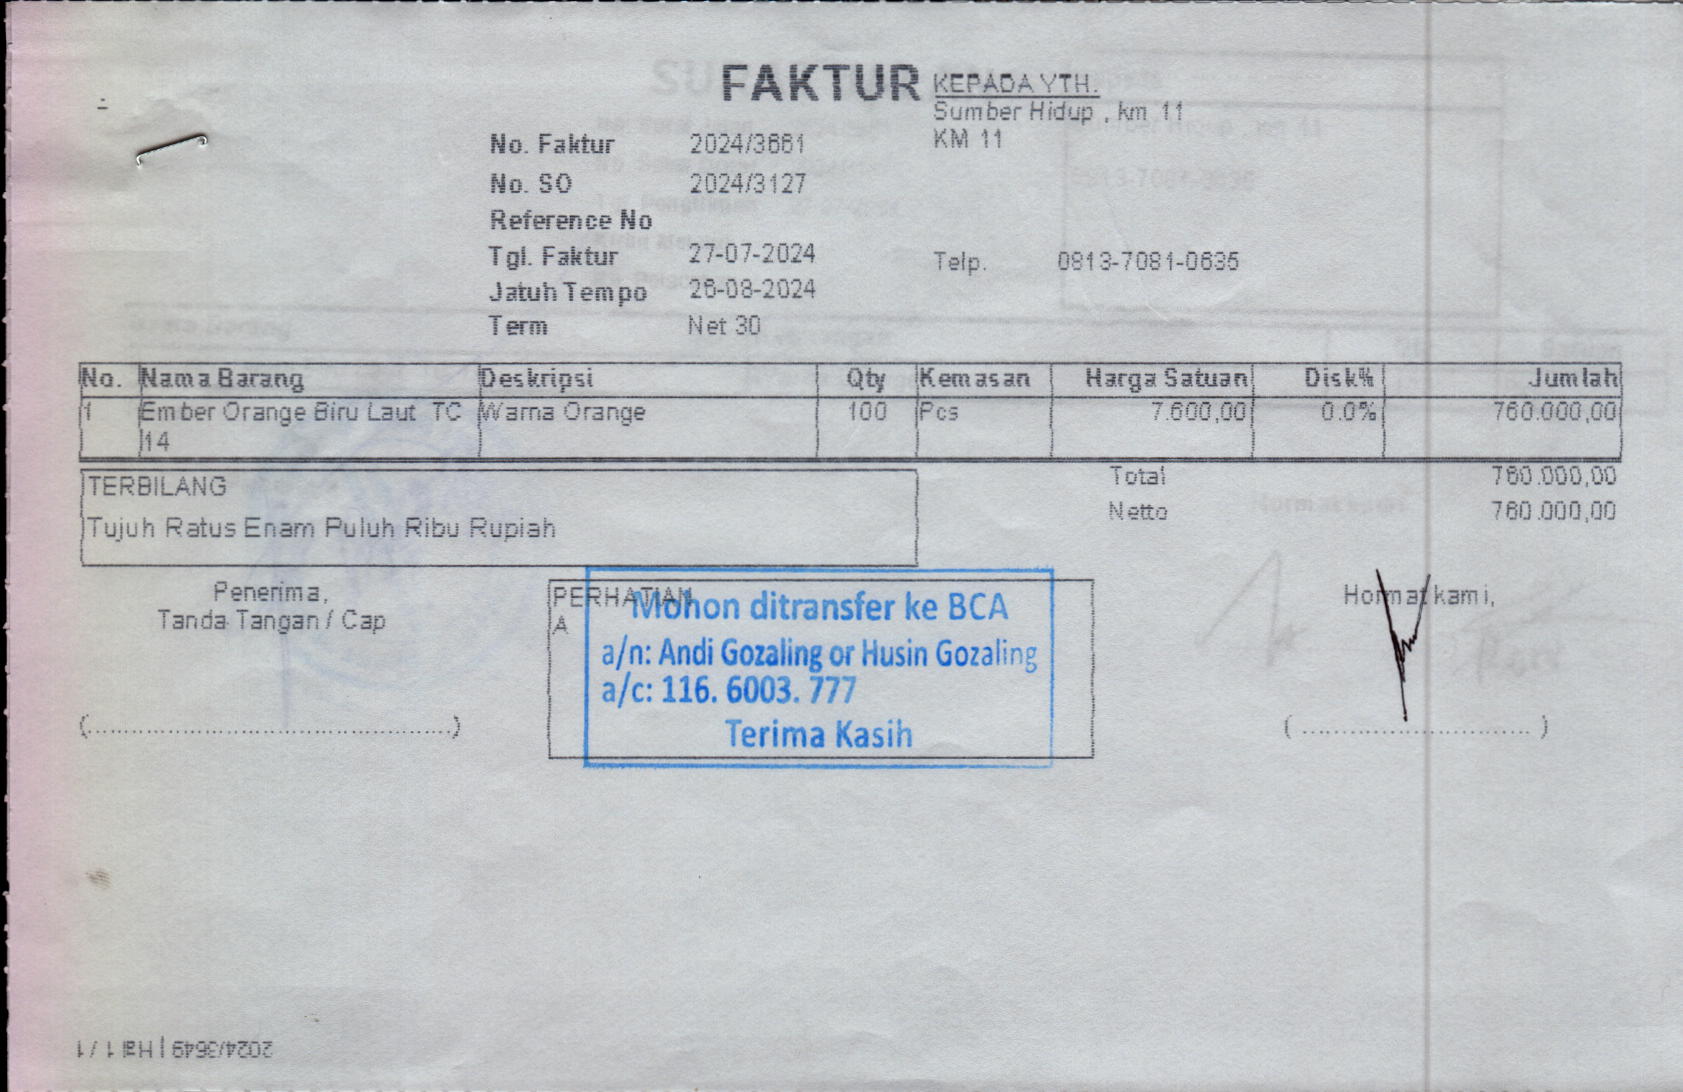 FAKTUR
KEPADA YTH.
Sumber Hidup , km 11
KM 11
No. Faktur 2024/3661
No. SO 2024/3127
Reference No
Tgl. Faktur 27-07-2024
Telp. 0813-7081-0635
Jatuh Tempo 26-08-2024
Term Net 30
No. Nama Barang Deskripsi Qty Kemasan Harga Satuan Disk% Jumlah
1 Ember Orange Biru Laut TC Warna Orange 100 Pcs 7.600,00 0.0% 760.000,00
14
Total 760.000,00
TERBILANG
Netto 760.000,00
Tujuh Ratus Enam Puluh Ribu Rupiah
Penerima,
Tanda Tangan / Cap
(............................................)
PERHATIAN
A
Mohon ditransfer ke BCA
a/n: Andi Gozaling or Husin Gozaling
a/c: 116. 6003. 777
Terima Kasih
Hormat kami,
( ............................ )
2024/3649 | Hal 1 / 1